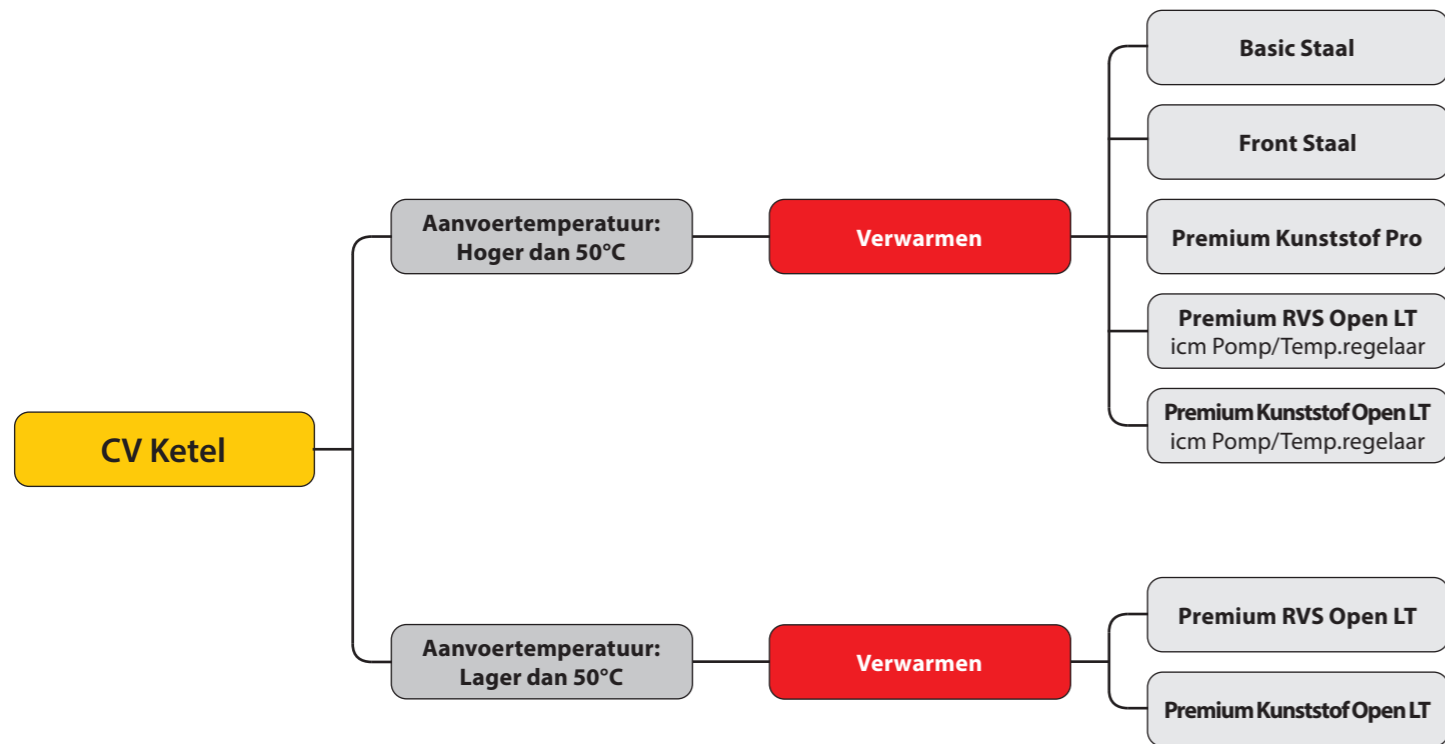 CV Ketel
Aanvoertemperatuur:
Hoger dan 50°C
Verwarmen
Basic Staal
Front Staal
Premium Kunststof Pro
Premium RVS Open LT
icm Pomp/Temp.regelaar
Premium Kunststof Open LT
icm Pomp/Temp.regelaar
Aanvoertemperatuur:
Lager dan 50°C
Verwarmen
Premium RVS Open LT
Premium Kunststof Open LT